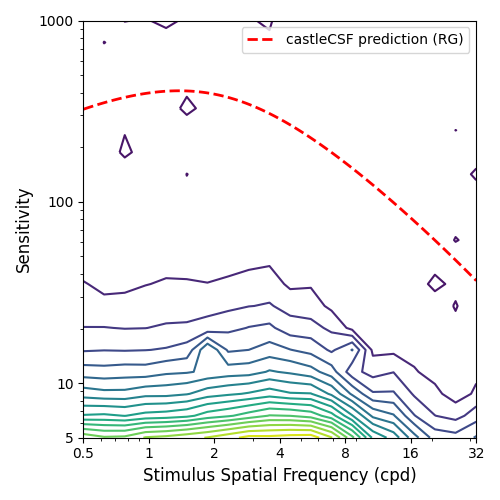 1000
castleCSF prediction (RG)
100
10
5
Sensitivity
0.5 1 2 4 8 16 32
Stimulus Spatial Frequency (cpd)